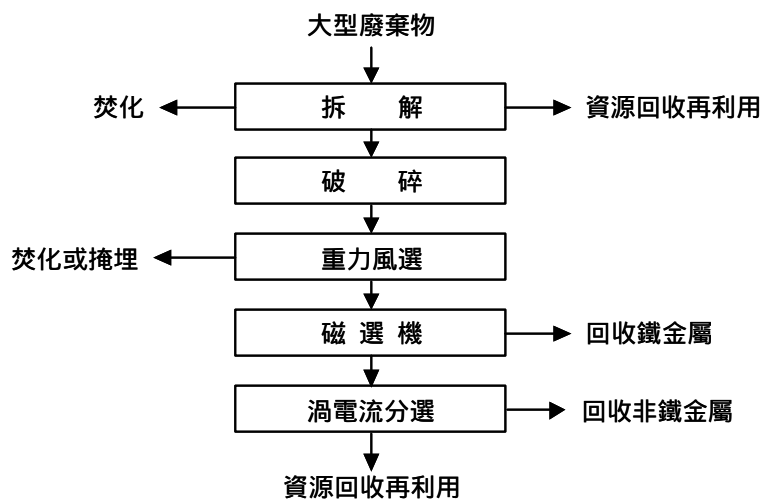 大型廢棄物
焚化
拆 解
資源回收再利用
破 碎
焚化或掩埋
重力風選
磁選機
回收鐵金屬
渦電流分選
回收非鐵金屬
資源回收再利用